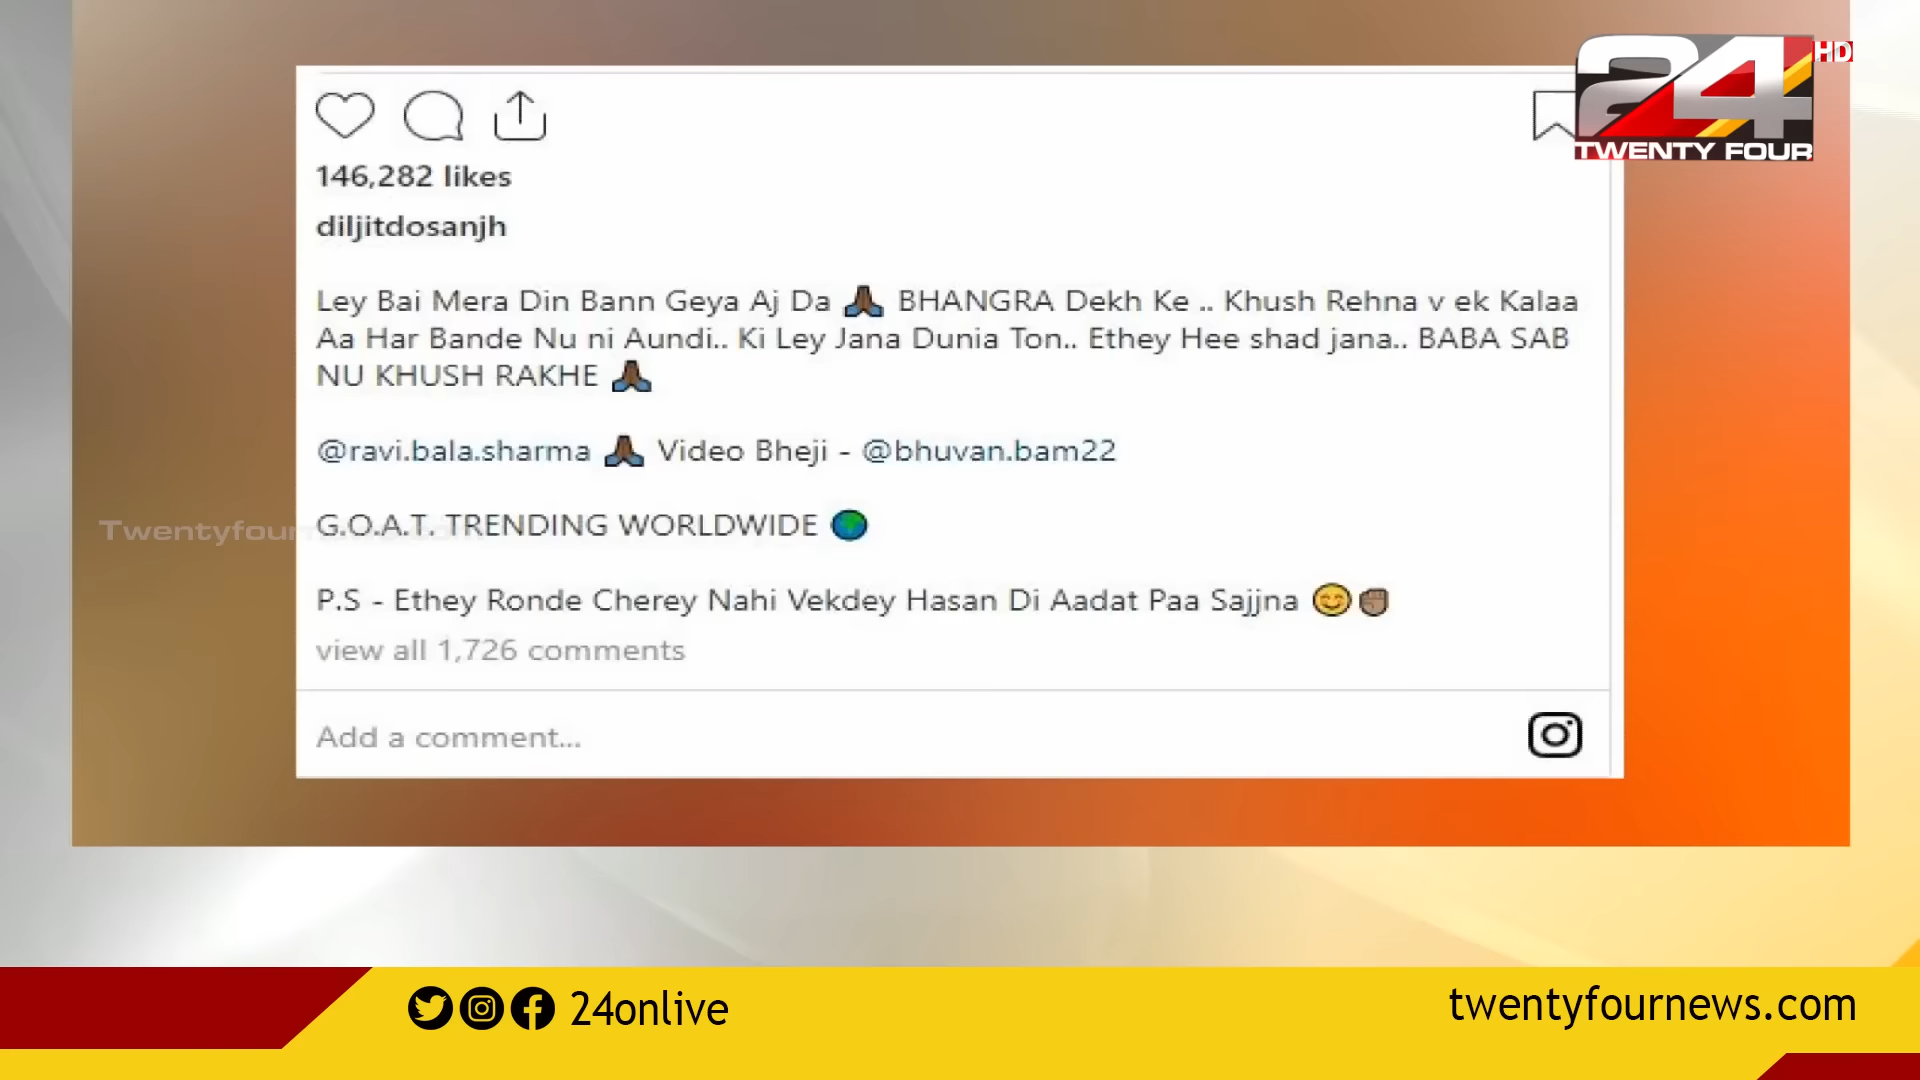 24 HD
TWENTY FOUR
146,282 likes
diljitdosanjh
Ley Bai Mera Din Bann Geya Aj Da 🙏🏿 BHANGRA Dekh Ke .. Khush Rehna v ek Kalaa
Aa Har Bande Nu ni Aundi.. Ki Ley Jana Dunia Ton.. Ethey Hee shad jana.. BABA SAB
NU KHUSH RAKHE 🙏🏿
@ravi.bala.sharma 🙏🏿 Video Bheji - @bhuvan.bam22
Twentyfournews.com
G.O.A.T. TRENDING WORLDWIDE 🌍
P.S - Ethey Ronde Cherey Nahi Vekdey Hasan Di Aadat Paa Sajjna 😊✊🏽
view all 1,726 comments
Add a comment...
24onlive
twentyfournews.com